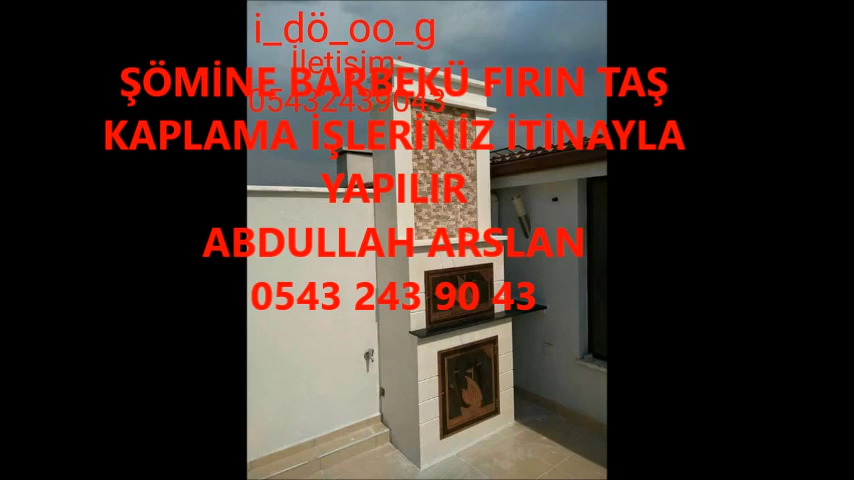 i_dö_oo_g
İletişim:
05432439043
ŞÖMİNE BARBEKÜ FIRIN TAŞ
KAPLAMA İŞLERİNİZ İTİNAYLA
YAPILIR
ABDULLAH ARSLAN
0543 243 90 43